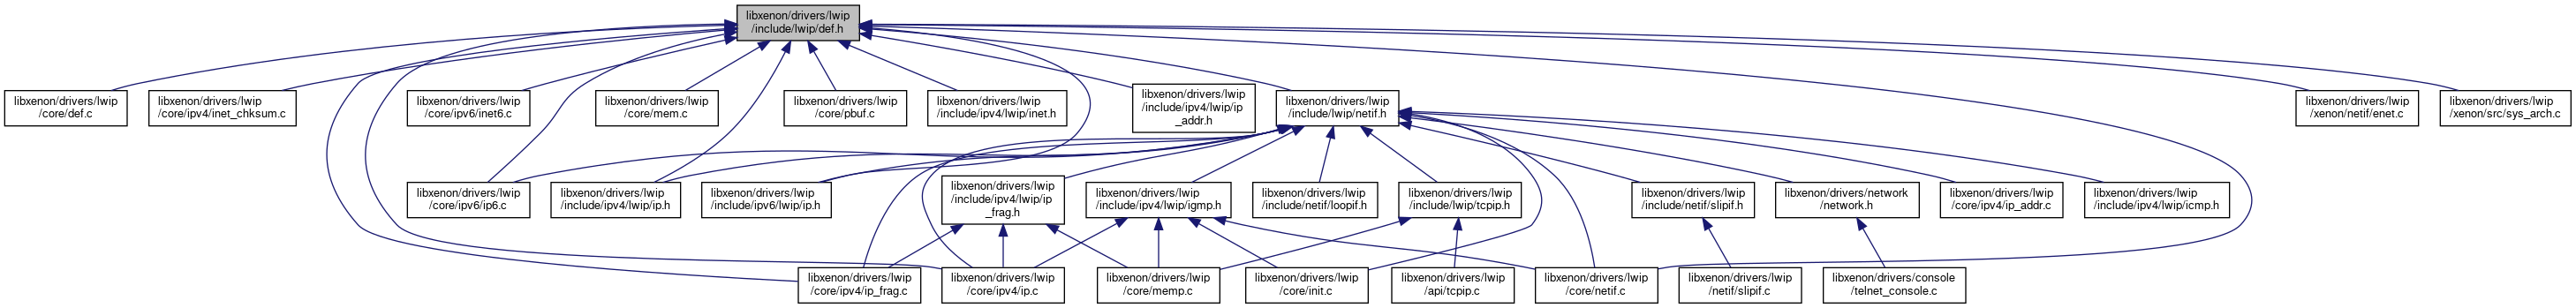 libxenon/drivers/lwip
/include/lwip/def.h
libxenon/drivers/lwip
/core/def.c
libxenon/drivers/lwip
/core/ipv4/inet_chksum.c
libxenon/drivers/lwip
/core/ipv6/inet6.c
libxenon/drivers/lwip
/core/mem.c
libxenon/drivers/lwip
/core/pbuf.c
libxenon/drivers/lwip
/include/ipv4/lwip/inet.h
libxenon/drivers/lwip
/include/ipv4/lwip/ip
_addr.h
libxenon/drivers/lwip
/include/lwip/netif.h
libxenon/drivers/lwip
/xenon/netif/enet.c
libxenon/drivers/lwip
/xenon/src/sys_arch.c
libxenon/drivers/lwip
/core/ipv6/ip6.c
libxenon/drivers/lwip
/include/ipv4/lwip/ip.h
libxenon/drivers/lwip
/include/ipv6/lwip/ip.h
libxenon/drivers/lwip
/include/ipv4/lwip/ip
_frag.h
libxenon/drivers/lwip
/include/ipv4/lwip/igmp.h
libxenon/drivers/lwip
/include/netif/loopif.h
libxenon/drivers/lwip
/include/lwip/tcpip.h
libxenon/drivers/lwip
/include/netif/slipif.h
libxenon/drivers/network
/network.h
libxenon/drivers/lwip
/core/ipv4/ip_addr.c
libxenon/drivers/lwip
/include/ipv4/lwip/icmp.h
libxenon/drivers/lwip
/core/ipv4/ip_frag.c
libxenon/drivers/lwip
/core/ipv4/ip.c
libxenon/drivers/lwip
/core/memp.c
libxenon/drivers/lwip
/core/init.c
libxenon/drivers/lwip
/api/tcpip.c
libxenon/drivers/lwip
/core/netif.c
libxenon/drivers/lwip
/netif/slipif.c
libxenon/drivers/console
/telnet_console.c